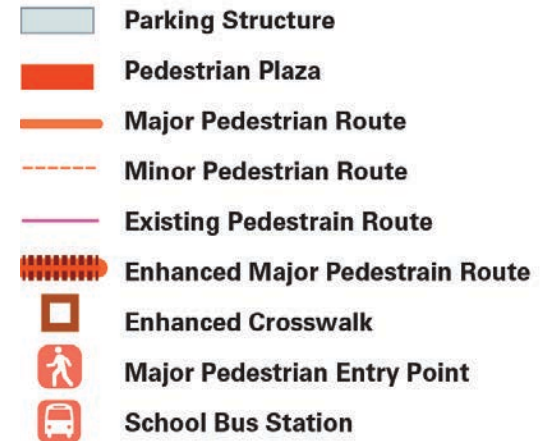 Parking Structure
Pedestrian Plaza
Major Pedestrian Route
Minor Pedestrian Route
Existing Pedestrain Route
Enhanced Major Pedestrain Route
Enhanced Crosswalk
Major Pedestrian Entry Point
School Bus Station